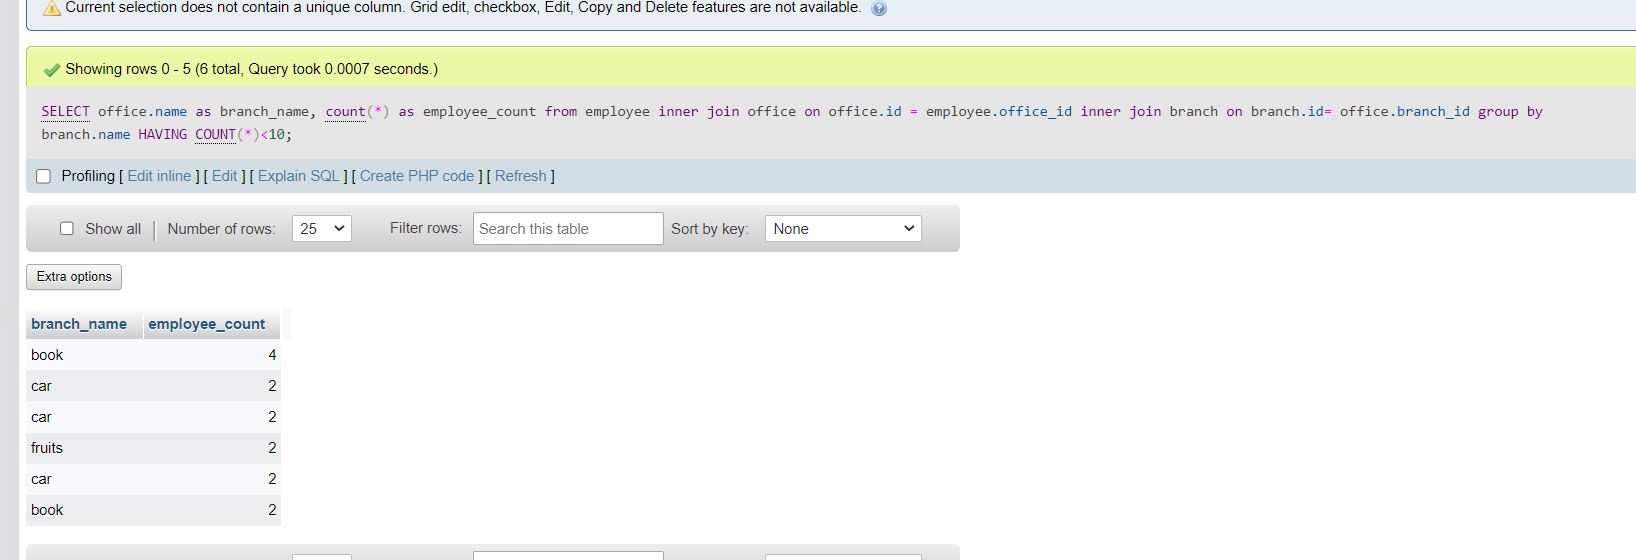 Current selection does not contain a unique column. Grid edit, checkbox, Edit, Copy and Delete features are not available.
Showing rows 0 - 5 (6 total, Query took 0.0007 seconds.)
SELECT office.name as branch_name, count(*) as employee_count from employee inner join office on office.id = employee.office_id inner join branch on branch.id= office.branch_id group by
branch.name HAVING COUNT(*)<10;
Profiling [ Edit inline ] [ Edit ] [ Explain SQL ] [ Create PHP code ] [ Refresh ]
Show all | Number of rows: 25 Filter rows: Search this table Sort by key: None
Extra options
branch_name employee_count
book 4
car 2
car 2
fruits 2
car 2
book 2